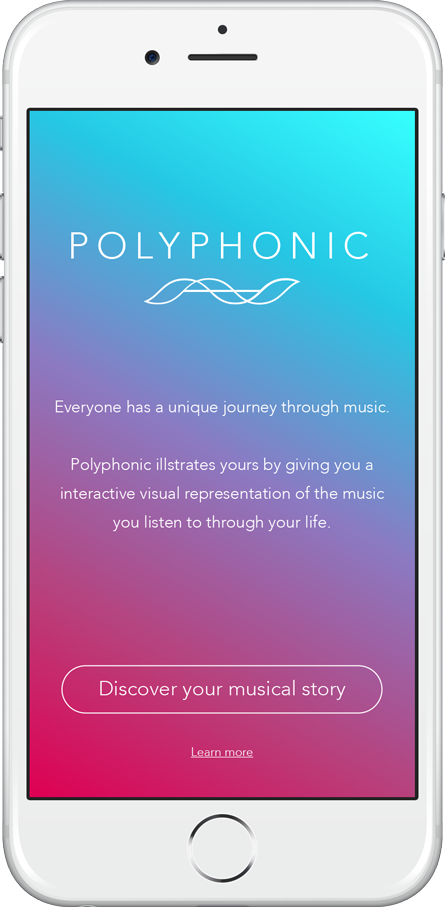 POLYPHONIC
Everyone has a unique journey through music.
Polyphonic illstrates yours by giving you a
interactive visual representation of the music
you listen to through your life.
Discover your musical story
Learn more